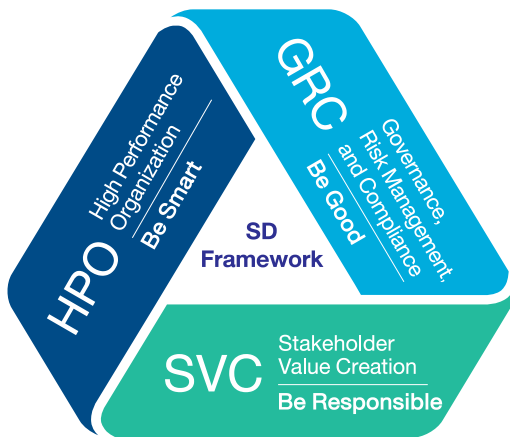 HPO
High Performance
Organization
Be Smart
GRC
Governance,
Risk Management,
and Compliance
Be Good
SD
Framework
SVC
Stakeholder
Value Creation
Be Responsible